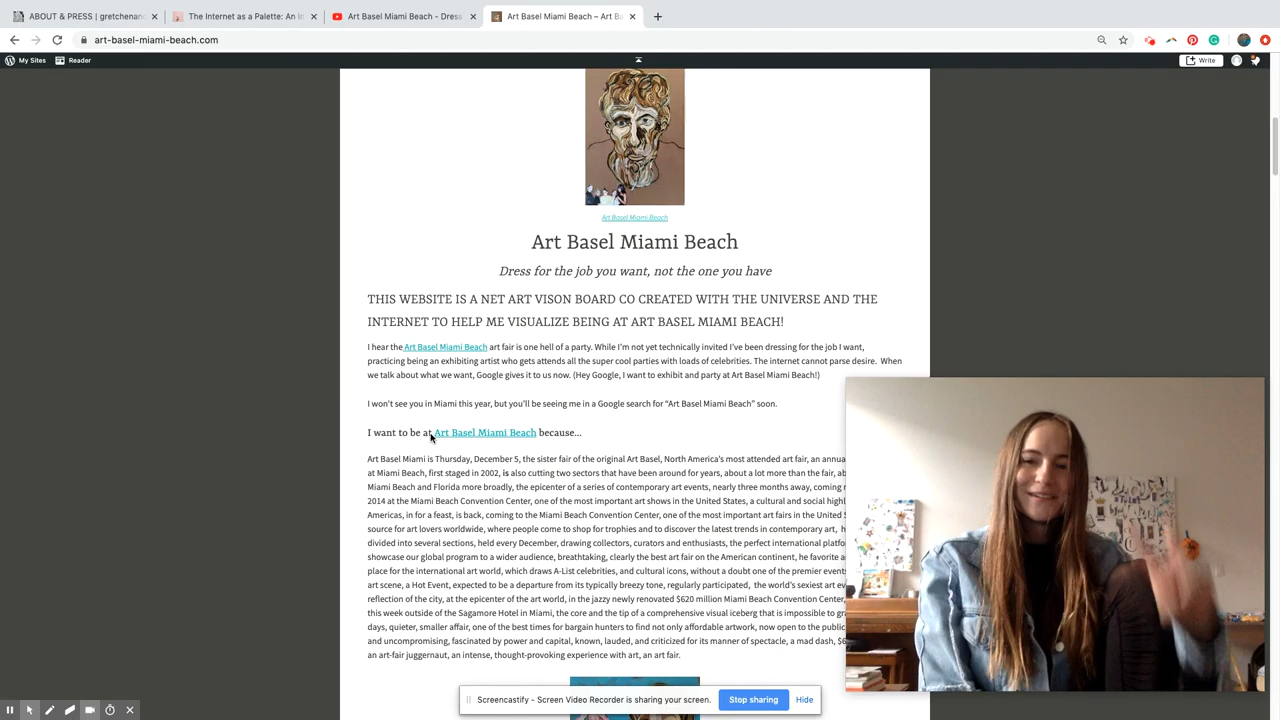 ABOUT & PRESS | gretchenand
The Internet as a Palette: An In
Art Basel Miami Beach - Dress
Art Basel Miami Beach – Art Ba
art-basel-miami-beach.com
My Sites
Reader
Write
Art Basel Miami Beach
Art Basel Miami Beach
Dress for the job you want, not the one you have
THIS WEBSITE IS A NET ART VISON BOARD CO CREATED WITH THE UNIVERSE AND THE
INTERNET TO HELP ME VISUALIZE BEING AT ART BASEL MIAMI BEACH!
I hear the Art Basel Miami Beach art fair is one hell of a party. While I'm not yet technically invited I've been dressing for the job I want,
practicing being an exhibiting artist who gets attends all the super cool parties with loads of celebrities. The internet cannot parse desire. When
we talk about what we want, Google gives it to us now. (Hey Google, I want to exhibit and party at Art Basel Miami Beach!)
I won't see you in Miami this year, but you'll be seeing me in a Google search for "Art Basel Miami Beach" soon.
I want to be at Art Basel Miami Beach because...
Art Basel Miami is Thursday, December 5, the sister fair of the original Art Basel, North America's most attended art fair, an annua
at Miami Beach, first staged in 2002, is also cutting two sectors that have been around for years, about a lot more than the fair, ab
Miami Beach and Florida more broadly, the epicenter of a series of contemporary art events, nearly three months away, coming
2014 at the Miami Beach Convention Center, one of the most important art shows in the United States, a cultural and social highl
Americas, in for a feast, is back, coming to the Miami Beach Convention Center, one of the most important art fairs in the United S
source for art lovers worldwide, where people come to shop for trophies and to discover the latest trends in contemporary art, h
divided into several sections, held every December, drawing collectors, curators and enthusiasts, the perfect international platfo
showcase our global program to a wider audience, breathtaking, clearly the best art fair on the American continent, he favorite a
place for the international art world, which draws A-List celebrities, and cultural icons, without a doubt one of the premier events
art scene, a Hot Event, expected to be a departure from its typically breezy tone, regularly participated, the world's sexiest art ev
reflection of the city, at the epicenter of the art world, in the jazzy newly renovated $620 million Miami Beach Convention Center,
this week outside of the Sagamore Hotel in Miami, the core and the tip of a comprehensive visual iceberg that is impossible to gra
days, quieter, smaller affair, one of the best times for bargain hunters to find not only affordable artwork, now open to the public
and uncompromising, fascinated by power and capital, known, lauded, and criticized for its manner of spectacle, a mad dash, $6
an art-fair juggernaut, an intense, thought-provoking experience with art, an art fair.
Screencastify - Screen Video Recorder is sharing your screen.
Stop sharing
Hide